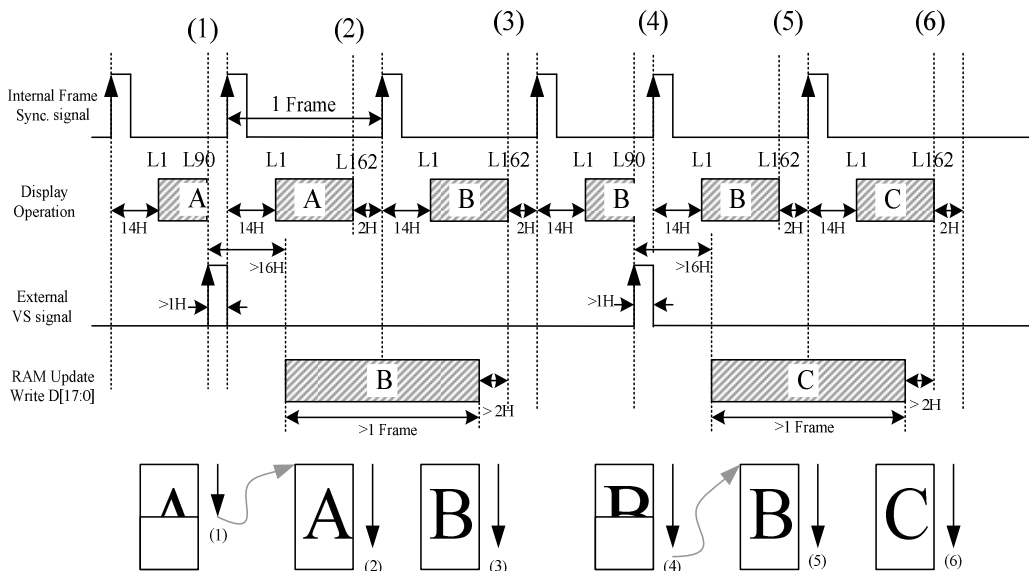 (1) (2) (3) (4) (5) (6)
Internal Frame
Sync. signal
1 Frame
L1 L90 L1 L162 L1 L162 L1 L90 L1 L162 L1 L162
Display
Operation
A A B B B C
14H 14H 2H 14H 2H 14H 14H 2H 14H 2H
>16H >16H
External
VS signal
>1H >1H
RAM Update
Write D[17:0]
B C
> 2H > 2H
>1 Frame >1 Frame
A A B B B C
(1) (2) (3) (4) (5) (6)